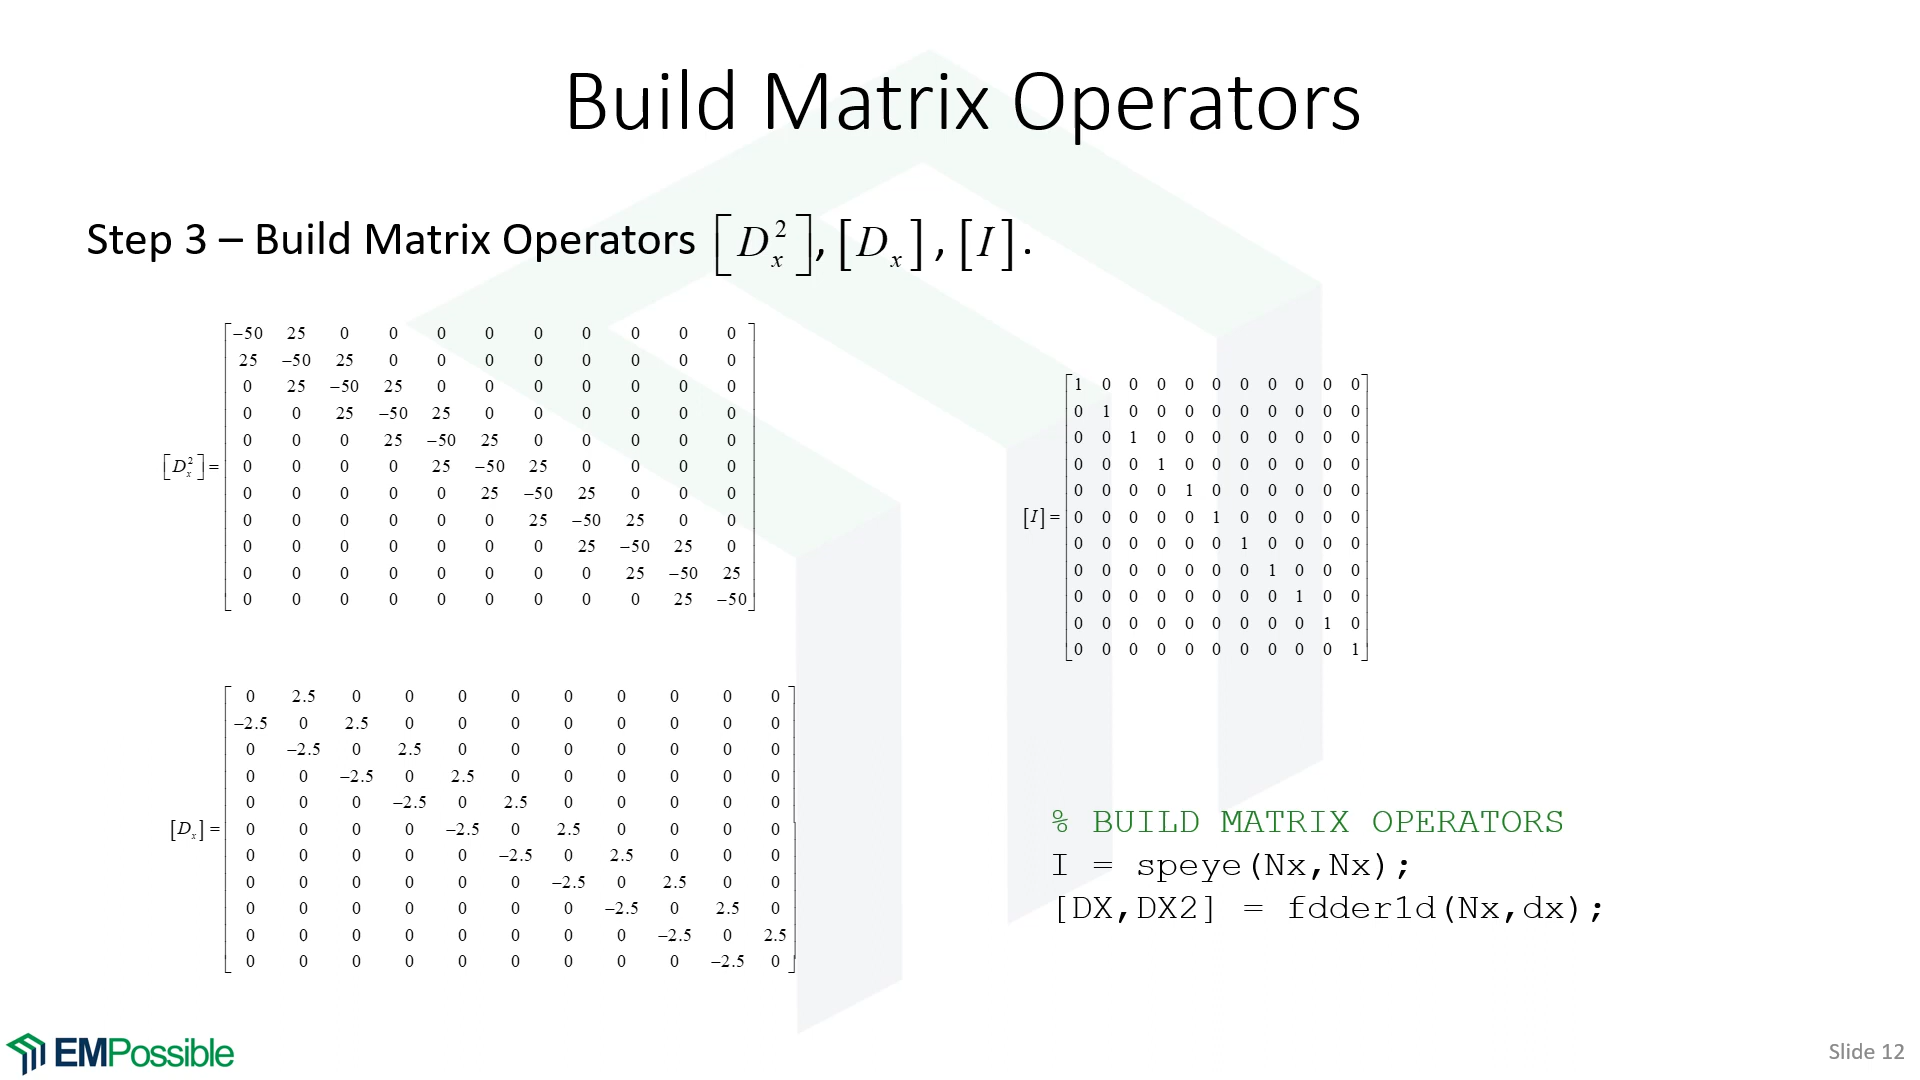 Build Matrix Operators
Step 3 – Build Matrix Operators [D²ₓ], [Dₓ], [I].
[D²ₓ] =
−50 25 0 0 0 0 0 0 0 0 0
25 −50 25 0 0 0 0 0 0 0 0
0 25 −50 25 0 0 0 0 0 0 0
0 0 25 −50 25 0 0 0 0 0 0
0 0 0 25 −50 25 0 0 0 0 0
0 0 0 0 25 −50 25 0 0 0 0
0 0 0 0 0 25 −50 25 0 0 0
0 0 0 0 0 0 25 −50 25 0 0
0 0 0 0 0 0 0 25 −50 25 0
0 0 0 0 0 0 0 0 25 −50 25
0 0 0 0 0 0 0 0 0 25 −50
[I] =
1 0 0 0 0 0 0 0 0 0 0
0 1 0 0 0 0 0 0 0 0 0
0 0 1 0 0 0 0 0 0 0 0
0 0 0 1 0 0 0 0 0 0 0
0 0 0 0 1 0 0 0 0 0 0
0 0 0 0 0 1 0 0 0 0 0
0 0 0 0 0 0 1 0 0 0 0
0 0 0 0 0 0 0 1 0 0 0
0 0 0 0 0 0 0 0 1 0 0
0 0 0 0 0 0 0 0 0 1 0
0 0 0 0 0 0 0 0 0 0 1
[Dₓ] =
0 2.5 0 0 0 0 0 0 0 0 0
−2.5 0 2.5 0 0 0 0 0 0 0 0
0 −2.5 0 2.5 0 0 0 0 0 0 0
0 0 −2.5 0 2.5 0 0 0 0 0 0
0 0 0 −2.5 0 2.5 0 0 0 0 0
0 0 0 0 −2.5 0 2.5 0 0 0 0
0 0 0 0 0 −2.5 0 2.5 0 0 0
0 0 0 0 0 0 −2.5 0 2.5 0 0
0 0 0 0 0 0 0 −2.5 0 2.5 0
0 0 0 0 0 0 0 0 −2.5 0 2.5
0 0 0 0 0 0 0 0 0 −2.5 0
% BUILD MATRIX OPERATORS
I = speye(Nx,Nx);
[DX,DX2] = fdder1d(Nx,dx);
EMPossible
Slide 12